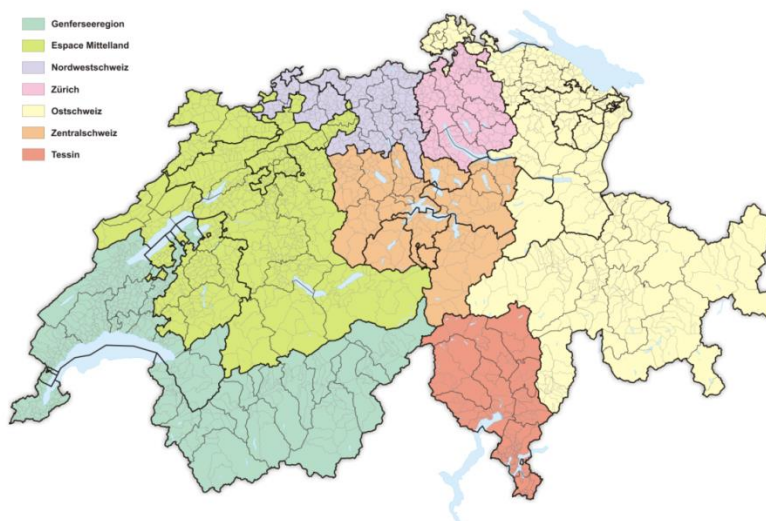 Genferseeregion
Espace Mittelland
Nordwestschweiz
Zürich
Ostschweiz
Zentralschweiz
Tessin